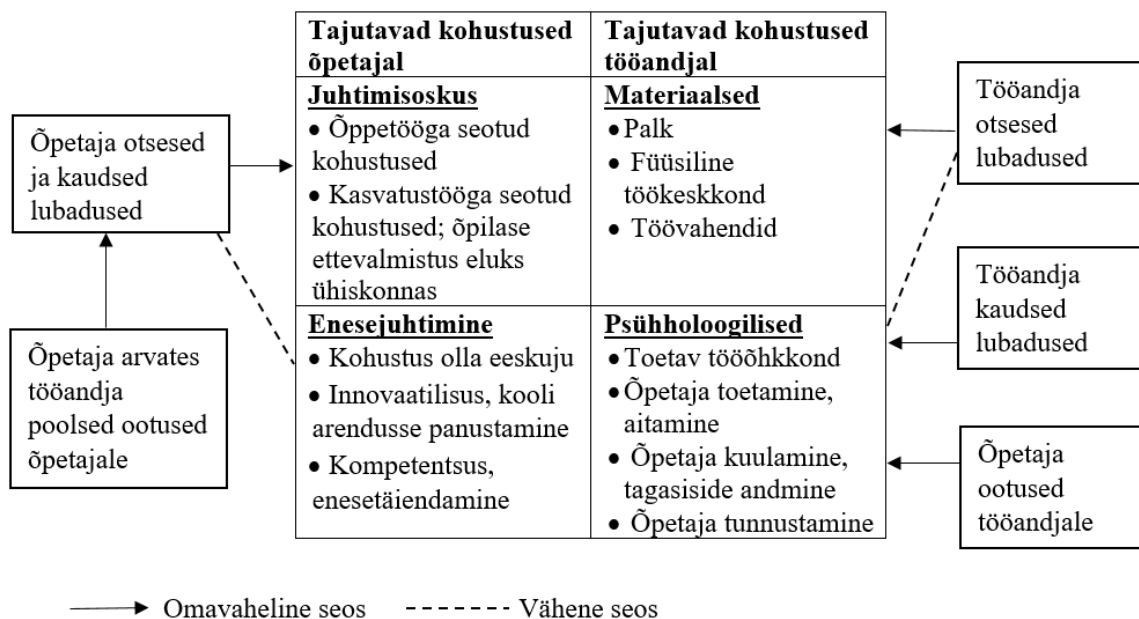 Tajutavad kohustused
õpetajal
Tajutavad kohustused
tööandjal
Juhtimisoskus
• Õppetööga seotud
kohustused
• Kasvatustööga seotud
kohustused; õpilase
ettevalmistus eluks
ühiskonnas
Materiaalsed
• Palk
• Füüsiline
töökeskkond
• Töövahendid
Enesejuhtimine
• Kohustus olla eeskuju
• Innovaatilisus, kooli
arendusse panustamine
• Kompetentsus,
enesetäiendamine
Psühholoogilised
• Toetav tööõhkkond
• Õpetaja toetamine,
aitamine
• Õpetaja kuulamine,
tagasiside andmine
• Õpetaja tunnustamine
Õpetaja otsesed
ja kaudsed
lubadused
Õpetaja arvates
tööandja
poolsed ootused
õpetajale
Tööandja
otsesed
lubadused
Tööandja
kaudsed
lubadused
Õpetaja
ootused
tööandjale
Omavaheline seos
Vähene seos